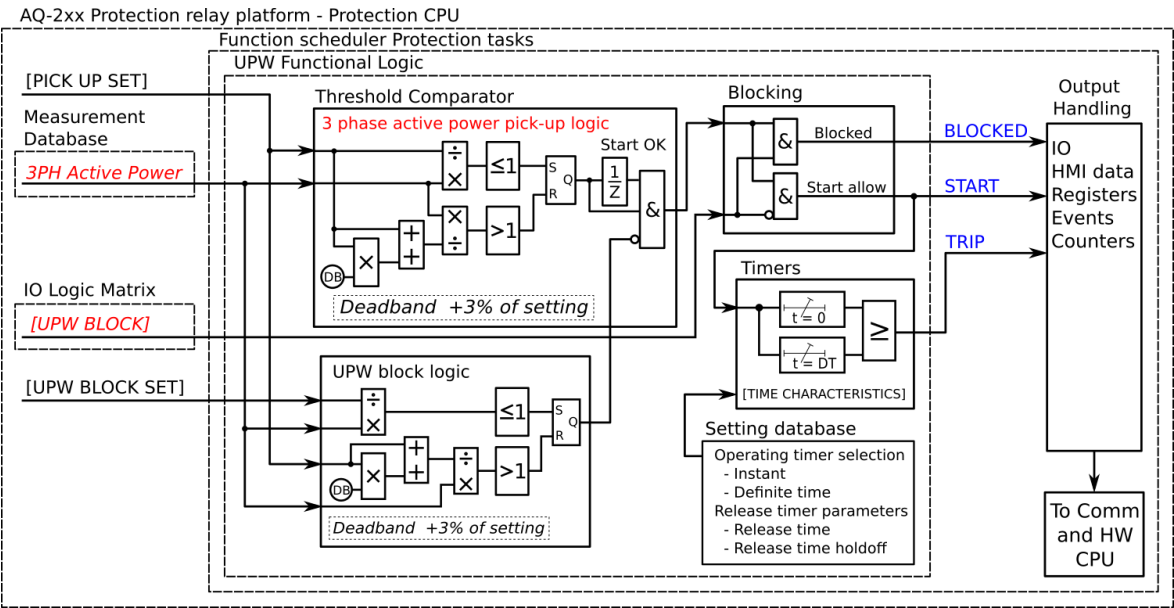 AQ-2xx Protection relay platform - Protection CPU
Function scheduler Protection tasks
UPW Functional Logic
[PICK UP SET]
Measurement
Database
3PH Active Power
IO Logic Matrix
[UPW BLOCK]
[UPW BLOCK SET]
Threshold Comparator
3 phase active power pick-up logic
Start OK
÷
×
≤1
S
Q
R
1
Z
&
×
÷
>1
+
+
×
DB
Deadband +3% of setting
UPW block logic
÷
×
≤1
S
Q
R
+
+
×
÷
×
>1
DB
Deadband +3% of setting
Blocking
&
Blocked
&
Start allow
Timers
t = 0
t = DT
≥
[TIME CHARACTERISTICS]
Setting database
Operating timer selection
- Instant
- Definite time
Release timer parameters
- Release time
- Release time holdoff
BLOCKED
START
TRIP
Output
Handling
IO
HMI data
Registers
Events
Counters
To Comm
and HW
CPU